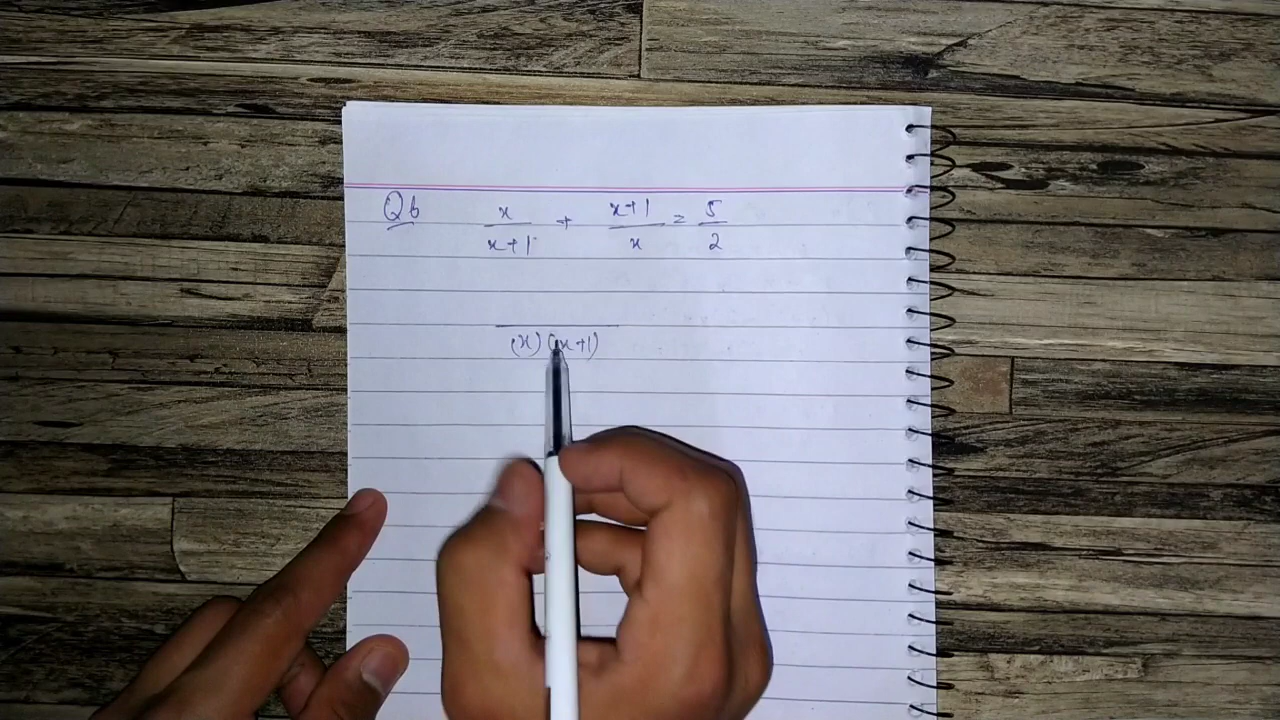 Q6 x/(x+1) + (x+1)/x = 5/2
(x) (x+1)